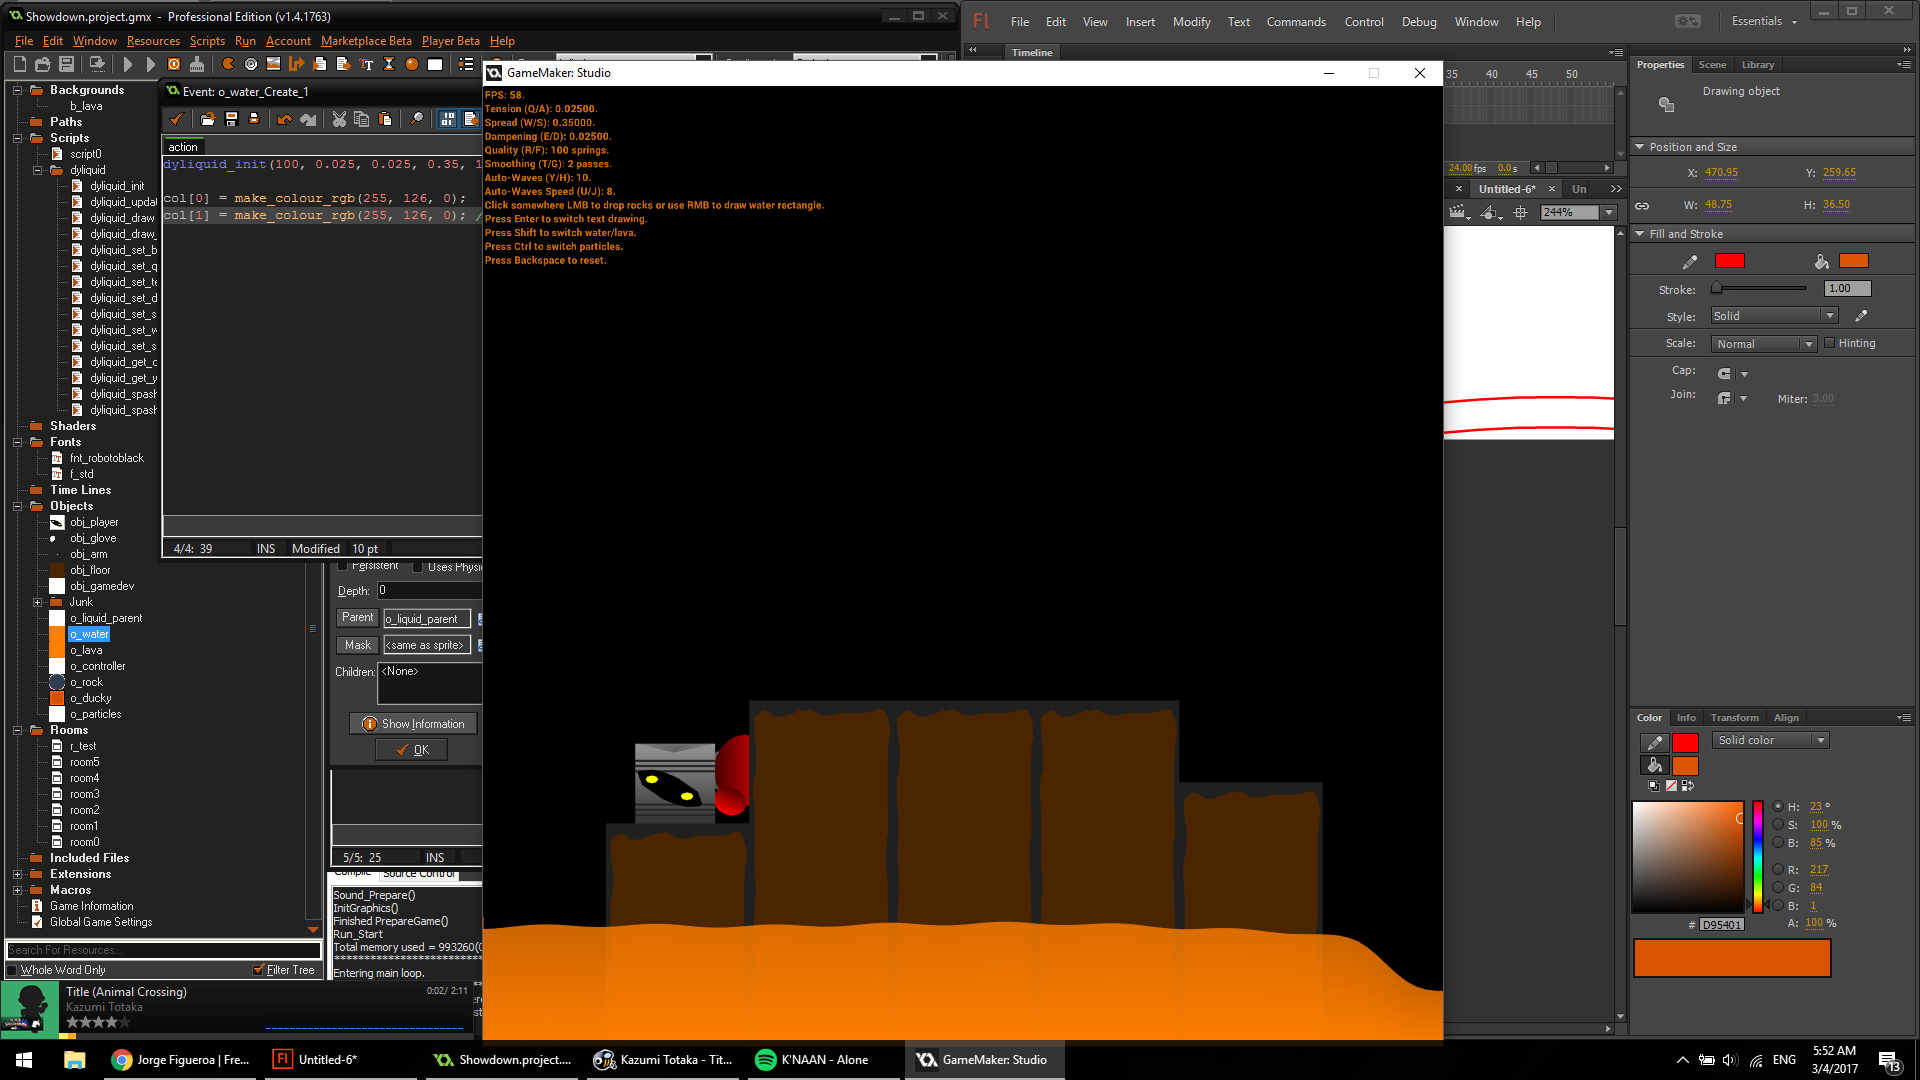 Showdown.project.gmx - Professional Edition (v1.4.1763)
File Edit Window Resources Scripts Run Account Marketplace Beta Player Beta Help
Backgrounds
b_lava
Paths
Scripts
script0
dyliquid
dyliquid_init
dyliquid_upda
dyliquid_draw
dyliquid_draw_
dyliquid_set_b
dyliquid_set_q
dyliquid_set_te
dyliquid_set_d
dyliquid_set_s
dyliquid_set_w
dyliquid_set_s
dyliquid_get_c
dyliquid_get_y
dyliquid_spash
dyliquid_spash
Shaders
Fonts
fnt_robotoblack
f_std
Time Lines
Objects
obj_player
obj_glove
obj_arm
obj_floor
obj_gamedev
Junk
o_liquid_parent
o_water
o_lava
o_controller
o_rock
o_ducky
o_particles
Rooms
r_test
room5
room4
room3
room2
room1
room0
Included Files
Extensions
Macros
Game Information
Global Game Settings
Search For Resources...
Whole Word Only Filter Tree
Title (Animal Crossing)
Kazumi Totaka
0:02/ 2:11
Event: o_water_Create_1
action
dyliquid_init(100, 0.025, 0.025, 0.35, 1
col[0] = make_colour_rgb(255, 126, 0);
col[1] = make_colour_rgb(255, 126, 0); /
4/4: 39 INS Modified 10 pt
Persistent Uses Physi
Depth: 0
Parent o_liquid_parent
Mask <same as sprite>
Children: <None>
Show Information
OK
5/5: 25 INS
Compile Source Control
Sound_Prepare()
InitGraphics()
Finished PrepareGame()
Run_Start
Total memory used = 993260(0
**************************
Entering main loop.
GameMaker: Studio
FPS: 58.
Tension (Q/A): 0.02500.
Spread (W/S): 0.35000.
Dampening (E/D): 0.02500.
Quality (R/F): 100 springs.
Smoothing (T/G): 2 passes.
Auto-Waves (Y/H): 10.
Auto-Waves Speed (U/J): 8.
Click somewhere LMB to drop rocks or use RMB to draw water rectangle.
Press Enter to switch text drawing.
Press Shift to switch water/lava.
Press Ctrl to switch particles.
Press Backspace to reset.
Fl File Edit View Insert Modify Text Commands Control Debug Window Help Essentials
Timeline
35 40 45 50 55
24.00 fps 0.0 s
Untitled-6* Un
244%
Properties Scene Library
Drawing object
Position and Size
X: 470.95 Y: 259.65
W: 48.75 H: 36.50
Fill and Stroke
Stroke: 1.00
Style: Solid
Scale: Normal Hinting
Cap:
Join: Miter: 3.00
Color Info Transform Align
Solid color
H: 23 °
S: 100 %
B: 85 %
R: 217
G: 84
B: 1
# D95401 A: 100 %
Jorge Figueroa | Fre...
Fl Untitled-6*
Showdown.project....
Kazumi Totaka - Tit...
K'NAAN - Alone
GameMaker: Studio
ENG
5:52 AM
3/4/2017
13